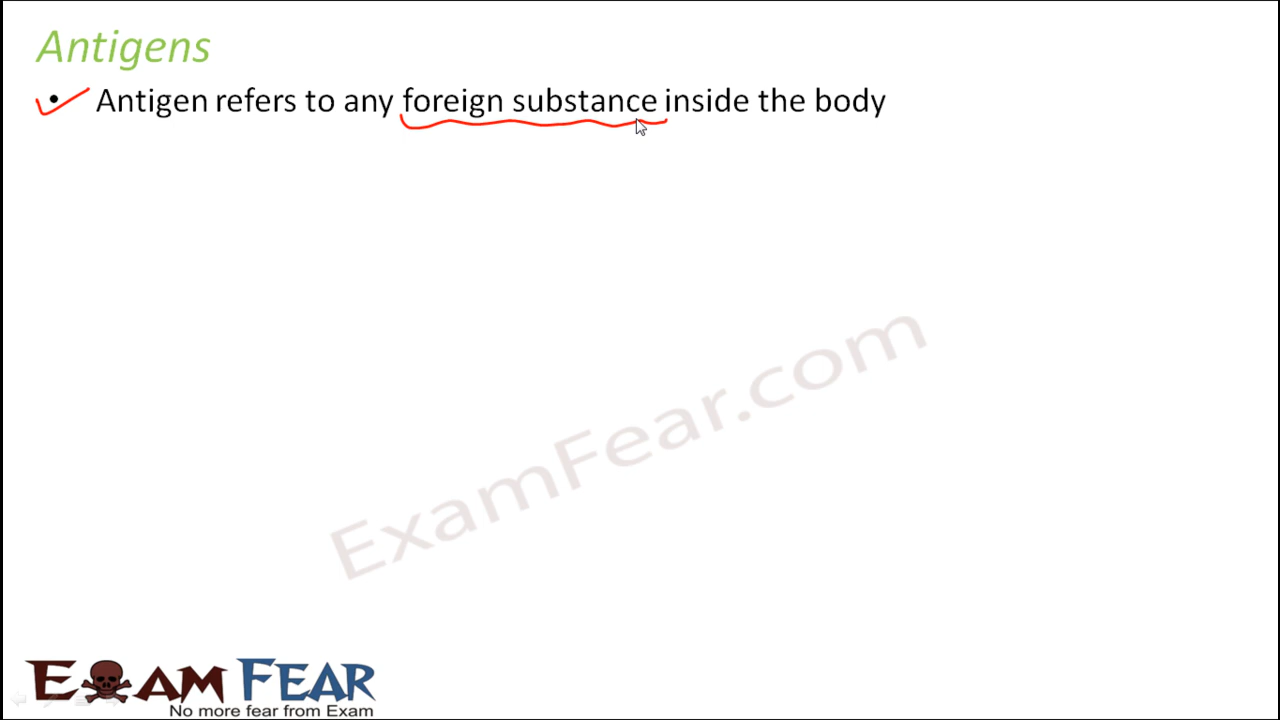 Antigens
• Antigen refers to any foreign substance inside the body
ExamFear.com
EXAM FEAR
No more fear from Exam